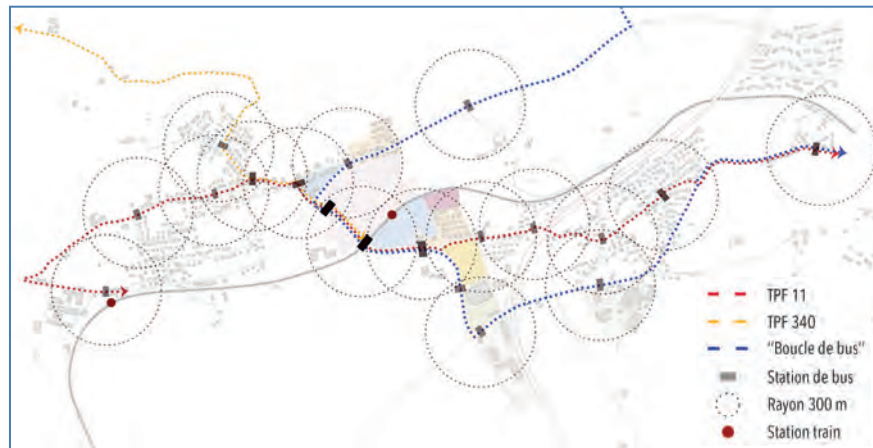 TPF 11
TPF 340
"Boucle de bus"
Station de bus
Rayon 300 m
Station train